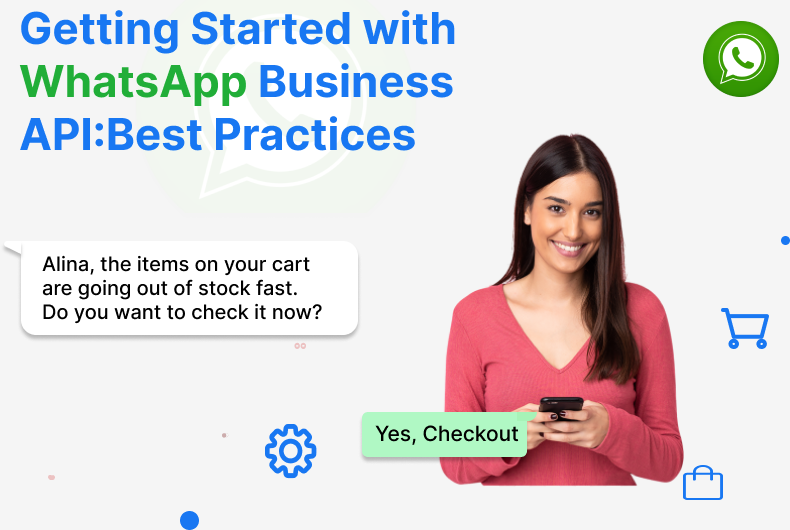 Getting Started with
WhatsApp Business
API:Best Practices
Alina, the items on your cart
are going out of stock fast.
Do you want to check it now?
Yes, Checkout